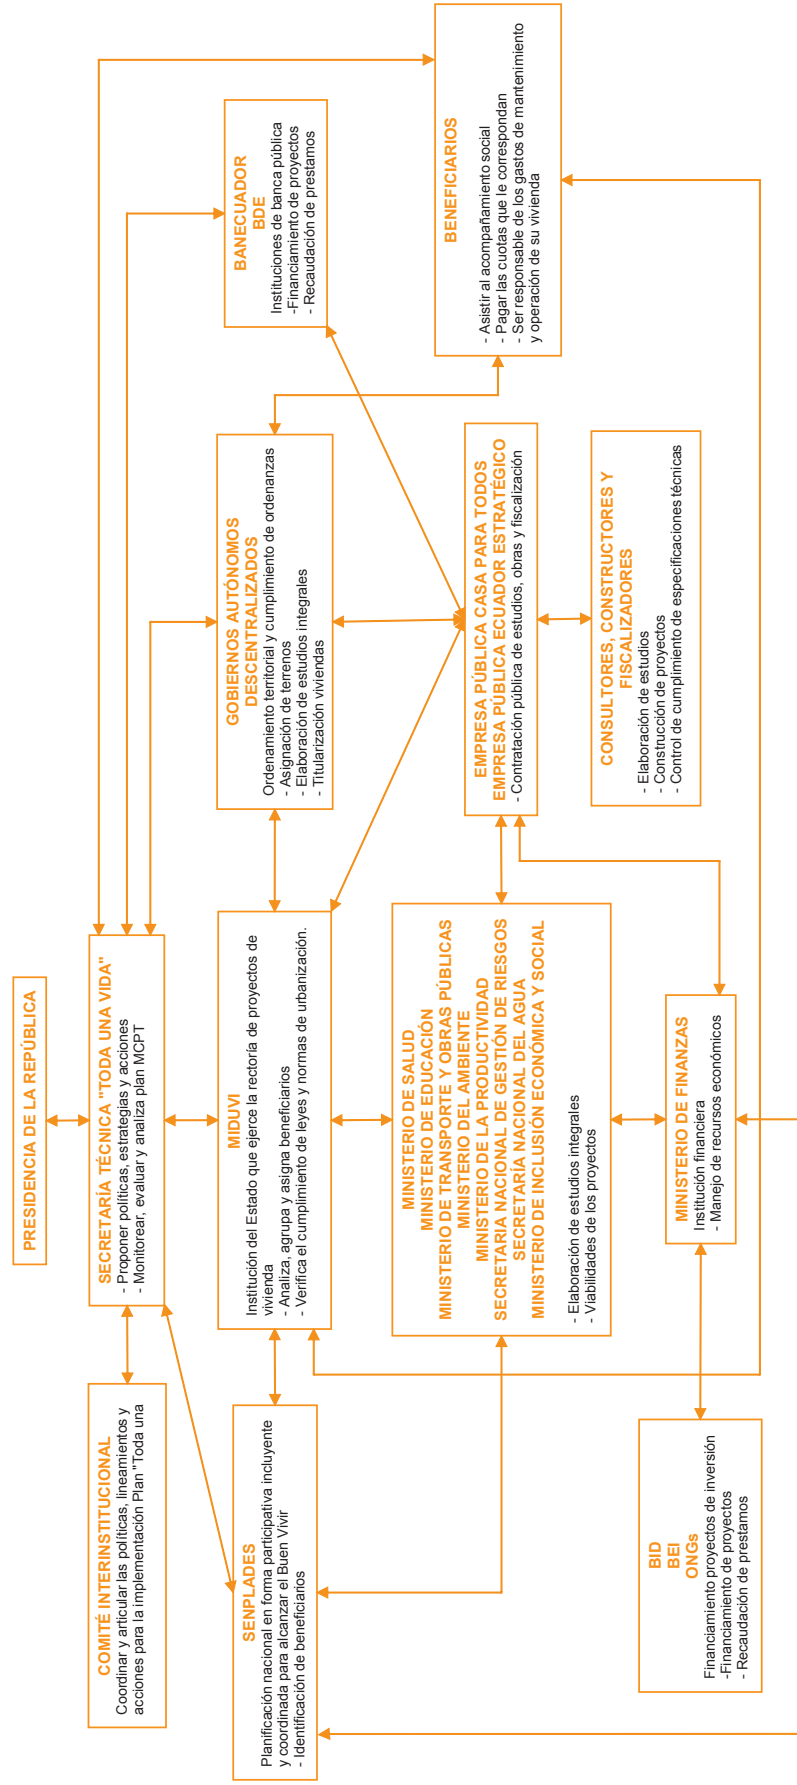 PRESIDENCIA DE LA REPÚBLICA
COMITÉ INTERINSTITUCIONAL
Coordinar y articular las políticas, lineamientos y
acciones para la implementación Plan "Toda una
SECRETARÍA TÉCNICA "TODA UNA VIDA"
- Proponer políticas, estrategias y acciones
- Monitorear, evaluar y analiza plan MCPT
SENPLADES
Planificación nacional en forma participativa incluyente
y coordinada para alcanzar el Buen Vivir
- Identificación de beneficiarios
MIDUVI
Institución del Estado que ejerce la rectoría de proyectos de
vivienda
- Analiza, agrupa y asigna beneficiarios
- Verifica el cumplimiento de leyes y normas de urbanización.
GOBIERNOS AUTÓNOMOS
DESCENTRALIZADOS
Ordenamiento territorial y cumplimiento de ordenanzas
- Asignación de terrenos
- Elaboración de estudios integrales
- Titularización viviendas
BANECUADOR
BDE
Instituciones de banca pública
-Financiamiento de proyectos
- Recaudación de prestamos
MINISTERIO DE SALUD
MINISTERIO DE EDUCACIÓN
MINISTERIO DE TRANSPORTE Y OBRAS PÚBLICAS
MINISTERIO DEL AMBIENTE
MINISTERIO DE LA PRODUCTIVIDAD
SECRETARIA NACIONAL DE GESTIÓN DE RIESGOS
SECRETARÍA NACIONAL DEL AGUA
MINISTERIO DE INCLUSIÓN ECONÓMICA Y SOCIAL
- Elaboración de estudios integrales
- Viabilidades de los proyectos
EMPRESA PÚBLICA CASA PARA TODOS
EMPRESA PÚBLICA ECUADOR ESTRATÉGICO
- Contratación pública de estudios, obras y fiscalización
BENEFICIARIOS
- Asistir al acompañamiento social
- Pagar las cuotas que le correspondan
- Ser responsable de los gastos de mantenimiento
y operación de su vivienda
BID
BEI
ONGs
Financiamiento proyectos de inversión
-Financiamiento de proyectos
- Recaudación de prestamos
MINISTERIO DE FINANZAS
Institución financiera
- Manejo de recursos económicos
CONSULTORES, CONSTRUCTORES Y
FISCALIZADORES
- Elaboración de estudios
- Construcción de proyectos
- Control de cumplimiento de especificaciones técnicas